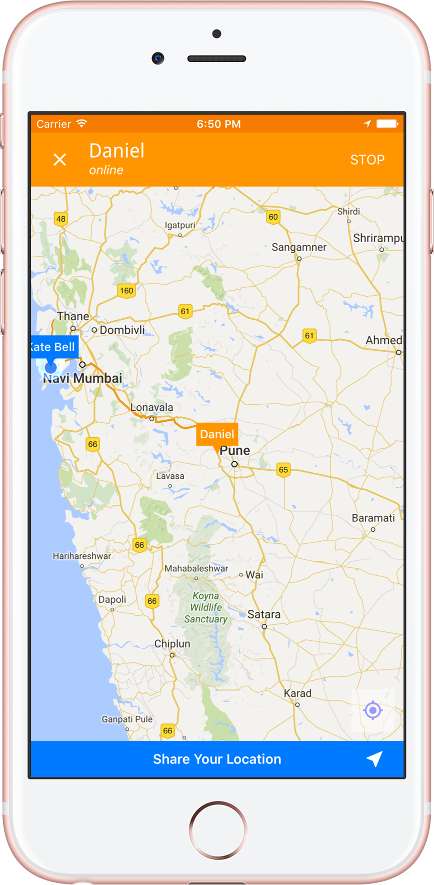 Carrier 6:50 PM
Daniel
online
STOP
48
60
Shirdi
Igatpuri
Shrirampu
Sangamner
160
61
Thane
Dombivli
61
Ahmed
Kate Bell
Navi Mumbai
Lonavala
Daniel
66
Pune
65
Lavasa
Baramati
66
Harihareshwar
Mahabaleshwar
Wai
Dapoli
66
Koyna
Wildlife
Sanctuary
Satara
Chiplun
Karad
Ganpati Pule
Share Your Location